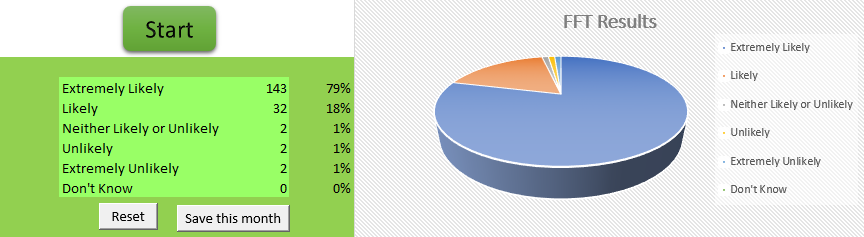 Start
Extremely Likely 143 79%
Likely 32 18%
Neither Likely or Unlikely 2 1%
Unlikely 2 1%
Extremely Unlikely 2 1%
Don't Know 0 0%
Reset
Save this month
FFT Results
Extremely Likely
Likely
Neither Likely or Unlikely
Unlikely
Extremely Unlikely
Don't Know